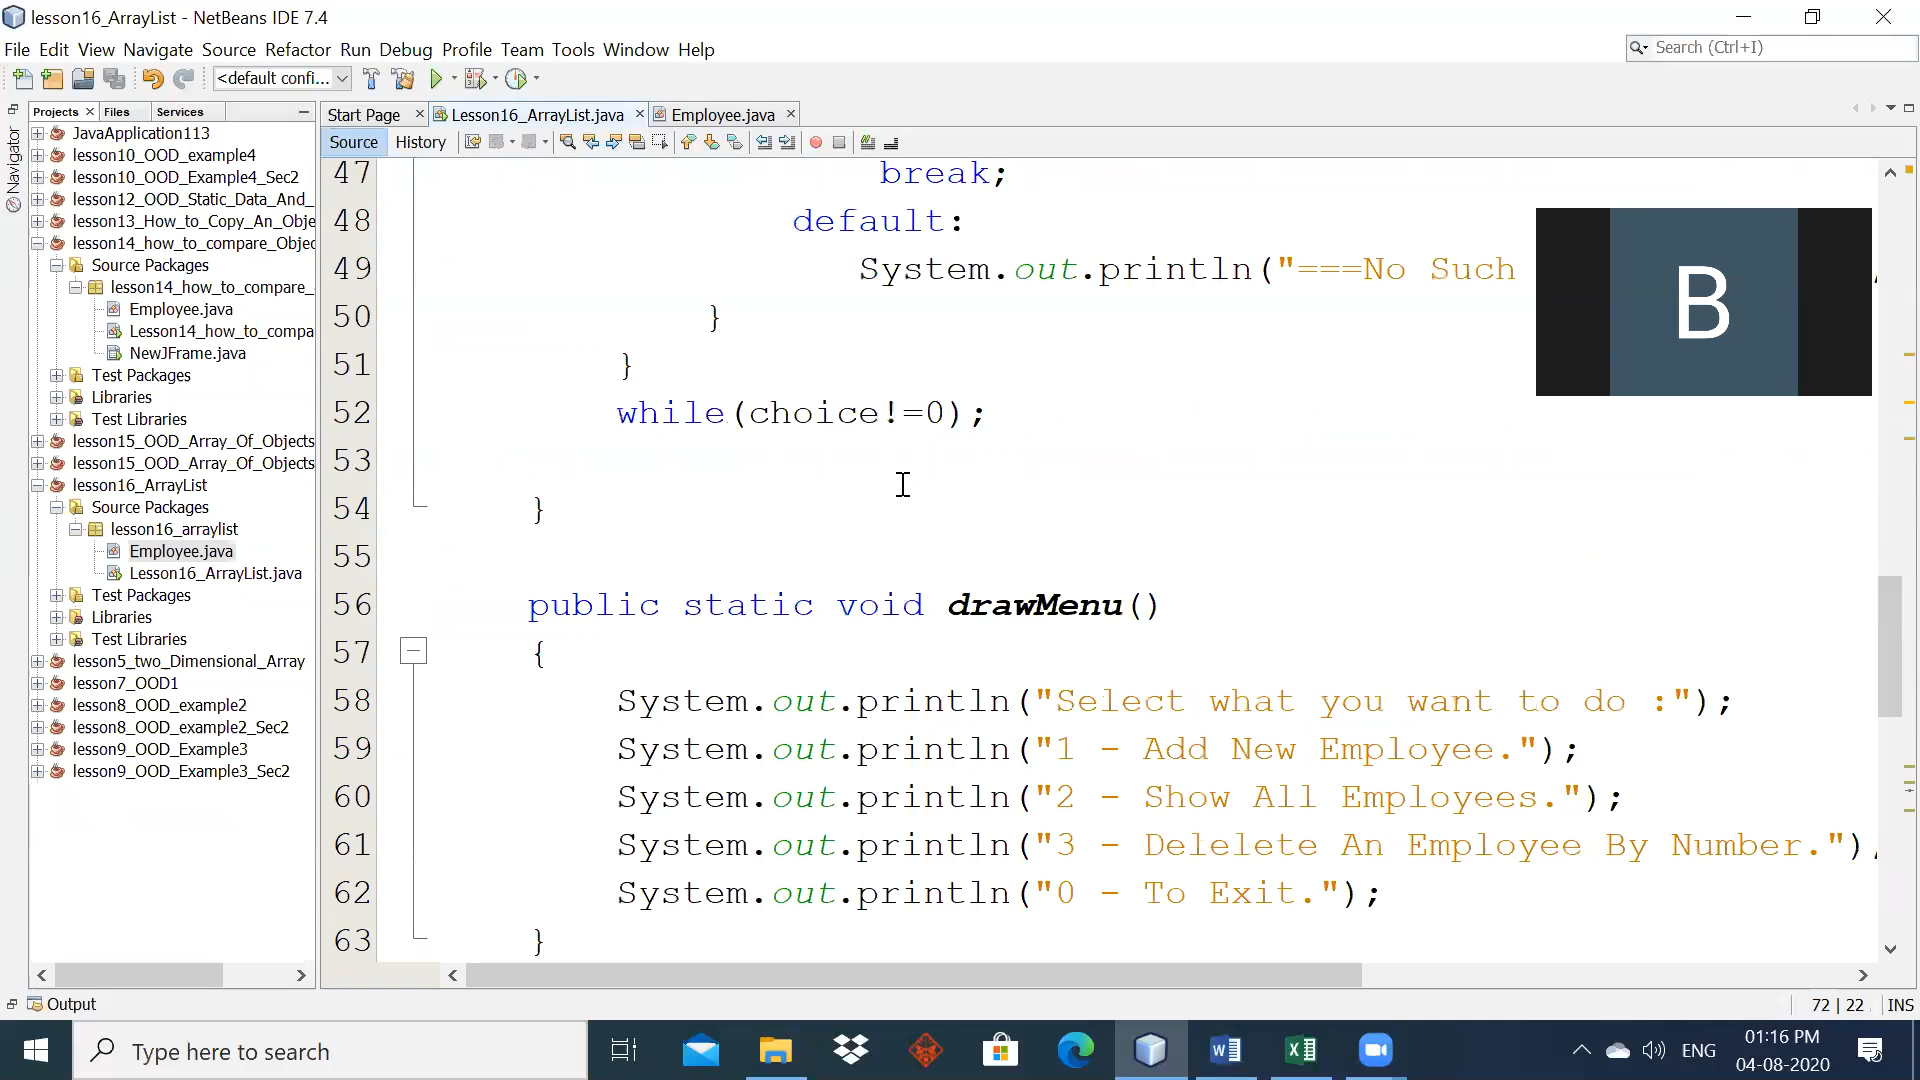 lesson16_ArrayList - NetBeans IDE 7.4
File Edit View Navigate Source Refactor Run Debug Profile Team Tools Window Help
Search (Ctrl+I)
<default confi...
Projects Files Services
Navigator
JavaApplication113
lesson10_OOD_example4
lesson10_OOD_Example4_Sec2
lesson12_OOD_Static_Data_And_
lesson13_How_to_Copy_An_Obje
lesson14_how_to_compare_Objec
Source Packages
lesson14_how_to_compare_
Employee.java
Lesson14_how_to_compa
NewJFrame.java
Test Packages
Libraries
Test Libraries
lesson15_OOD_Array_Of_Objects
lesson15_OOD_Array_Of_Objects
lesson16_ArrayList
Source Packages
lesson16_arraylist
Employee.java
Lesson16_ArrayList.java
Test Packages
Libraries
Test Libraries
lesson5_two_Dimensional_Array
lesson7_OOD1
lesson8_OOD_example2
lesson8_OOD_example2_Sec2
lesson9_OOD_Example3
lesson9_OOD_Example3_Sec2
Start Page Lesson16_ArrayList.java Employee.java
Source History
47 break;
48 default:
49 System.out.println("===No Such
50 }
51 }
52 while(choice!=0);
53
54 }
55
56 public static void drawMenu()
57 {
58 System.out.println("Select what you want to do :");
59 System.out.println("1 - Add New Employee.");
60 System.out.println("2 - Show All Employees.");
61 System.out.println("3 - Delelete An Employee By Number.")
62 System.out.println("0 - To Exit.");
63 }
B
Output
72 | 22 INS
Type here to search
ENG
01:16 PM
04-08-2020